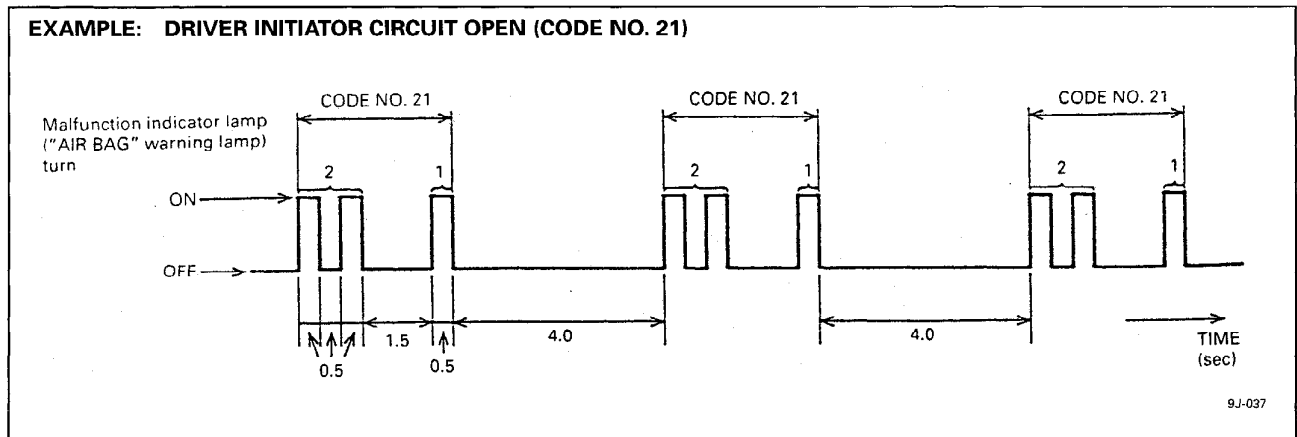 EXAMPLE: DRIVER INITIATOR CIRCUIT OPEN (CODE NO. 21)
CODE NO. 21 CODE NO. 21 CODE NO. 21
Malfunction indicator lamp
("AIR BAG" warning lamp)
turn
2 1 2 1 2 1
ON
OFF
1.5 4.0 4.0
0.5 0.5
TIME
(sec)
9J-037